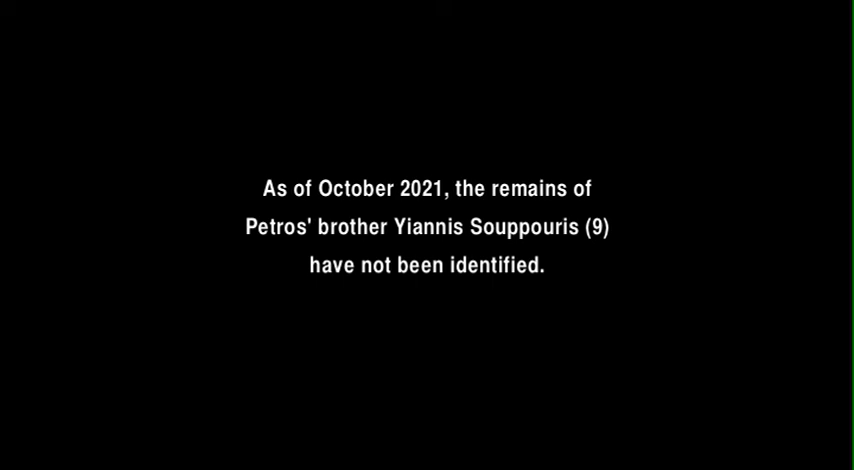 As of October 2021, the remains of
Petros' brother Yiannis Souppouris (9)
have not been identified.